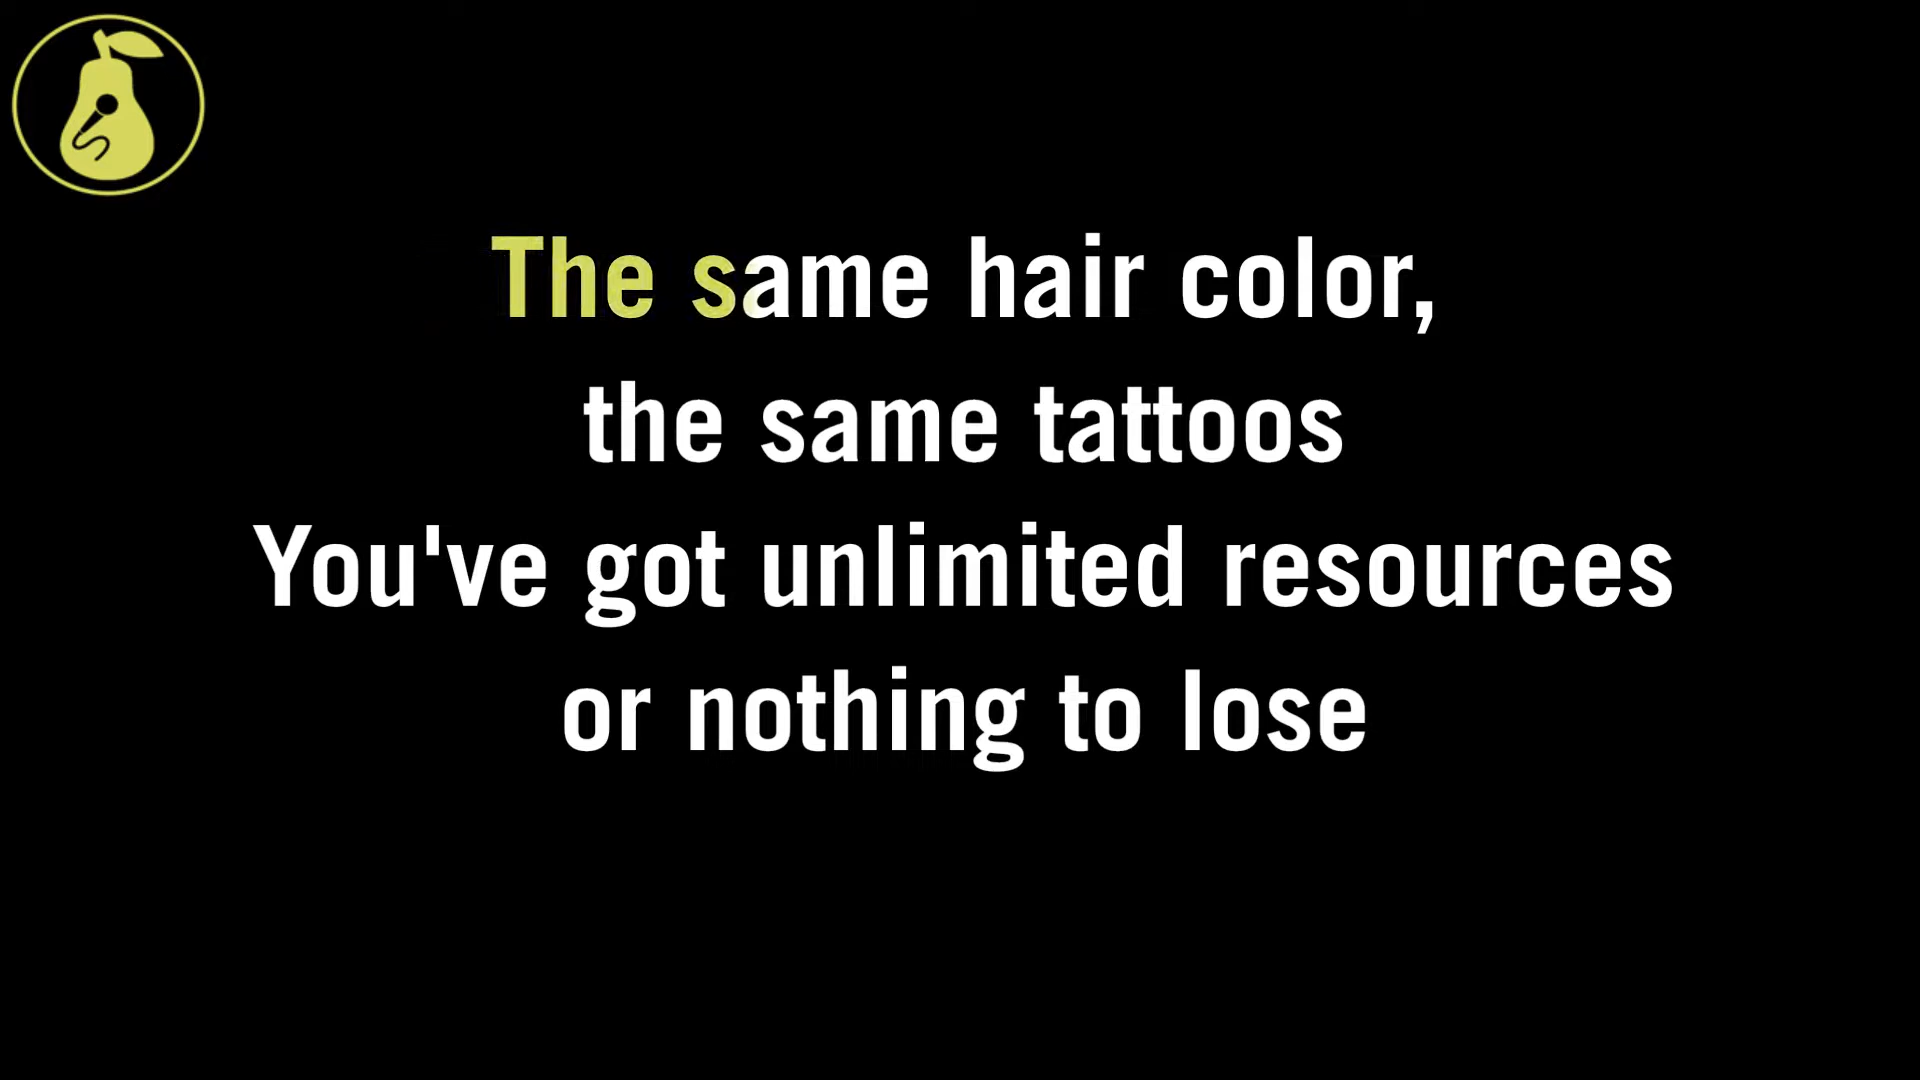 The same hair color,
the same tattoos
You've got unlimited resources
or nothing to lose